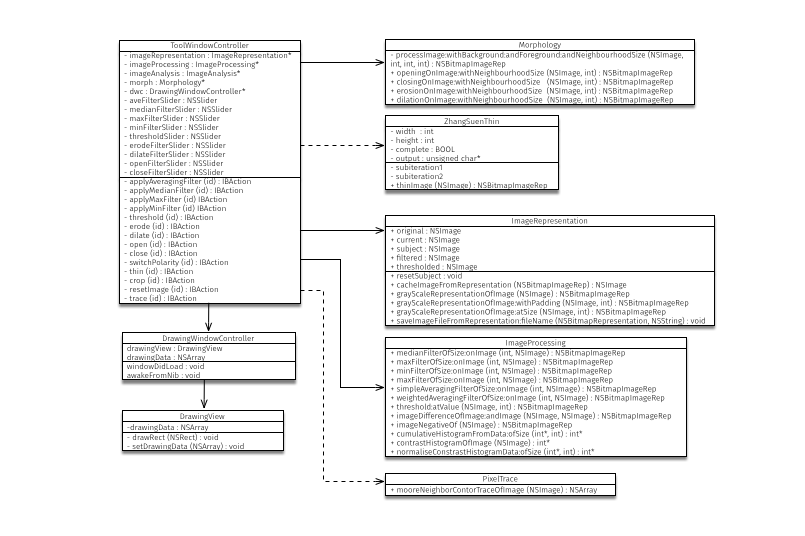 ToolWindowController
- imageRepresentation : ImageRepresentation*
- imageProcessing : ImageProcessing*
- imageAnalysis : ImageAnalysis*
- morph : Morphology*
- dwc : DrawingWindowController*
- aveFilterSlider : NSSlider
- medianFilterSlider : NSSlider
- maxFilterSlider : NSSlider
- minFilterSlider : NSSlider
- thresholdSlider : NSSlider
- erodeFilterSlider : NSSlider
- dilateFilterSlider : NSSlider
- openFilterSlider : NSSlider
- closeFilterSlider : NSSlider
- applyAveragingFilter (id) : IBAction
- applyMedianFilter (id) : IBAction
- applyMaxFilter (id) : IBAction
- applyMinFilter (id) : IBAction
- threshold (id) : IBAction
- erode (id) : IBAction
- dilate (id) : IBAction
- open (id) : IBAction
- close (id) : IBAction
- switchPolarity (id) : IBAction
- thin (id) : IBAction
- crop (id) : IBAction
- resetImage (id) : IBAction
- trace (id) : IBAction
DrawingWindowController
drawingView : DrawingView
drawingData : NSArray
windowDidLoad : void
awakeFromNib : void
DrawingView
-drawingData : NSArray
- drawRect (NSRect) : void
- setDrawingData (NSArray) : void
Morphology
- processImage:withBackground:andForeground:andNeighbourhoodSize (NSImage,
int, int, int) : NSBitmapImageRep
+ openingOnImage:withNeighbourhoodSize (NSImage, int) : NSBitmapImageRep
+ closingOnImage:withNeighbourhoodSize (NSImage, int) : NSBitmapImageRep
+ erosionOnImage:withNeighbourhoodSize (NSImage, int) : NSBitmapImageRep
+ dilationOnImage:withNeighbourhoodSize (NSImage, int) : NSBitmapImageRep
ZhangSuenThin
- width : int
- height : int
- complete : BOOL
- output : unsigned char*
- subiteration1
- subiteration2
+ thinImage (NSImage) : NSBitmapImageRep
ImageRepresentation
+ original : NSImage
+ current : NSImage
+ subject : NSImage
+ filtered : NSImage
+ thresholded : NSImage
+ resetSubject : void
+ cacheImageFromRepresentation (NSBitmapImageRep) : NSImage
+ grayScaleRepresentationOfImage (NSImage) : NSBitmapImageRep
+ grayScaleRepresentationOfImage:withPadding (NSImage, int) : NSBitmapImageRep
+ grayScaleRepresentationOfImage:atSize (NSImage, int) : NSBitmapImageRep
+ saveImageFileFromRepresentation:fileName (NSBitmapRepresentation, NSString) : void
ImageProcessing
+ medianFilterOfSize:onImage (int, NSImage) : NSBitmapImageRep
+ maxFilterOfSize:onImage (int, NSImage) : NSBitmapImageRep
+ minFilterOfSize:onImage (int, NSImage) : NSBitmapImageRep
+ maxFilterOfSize:onImage (int, NSImage) : NSBitmapImageRep
+ simpleAveragingFilterOfSize:onImage (int, NSImage) : NSBitmapImageRep
+ weightedAveragingFilterOfSize:onImage (int, NSImage) : NSBitmapImageRep
+ threshold:atValue (NSImage, int) : NSBitmapImageRep
+ imageDifferenceOfImage:andImage (NSImage, NSImage) : NSBitmapImageRep
+ imageNegativeOf (NSImage) : NSBitmapImageRep
+ cumulativeHistogramFromData:ofSize (int*, int) : int*
+ contrastHistogramOfImage (NSImage) : int*
+ normaliseConstrastHistogramData:ofSize (int*, int) : int*
PixelTrace
+ mooreNeighborContorTraceOfImage (NSImage) : NSArray